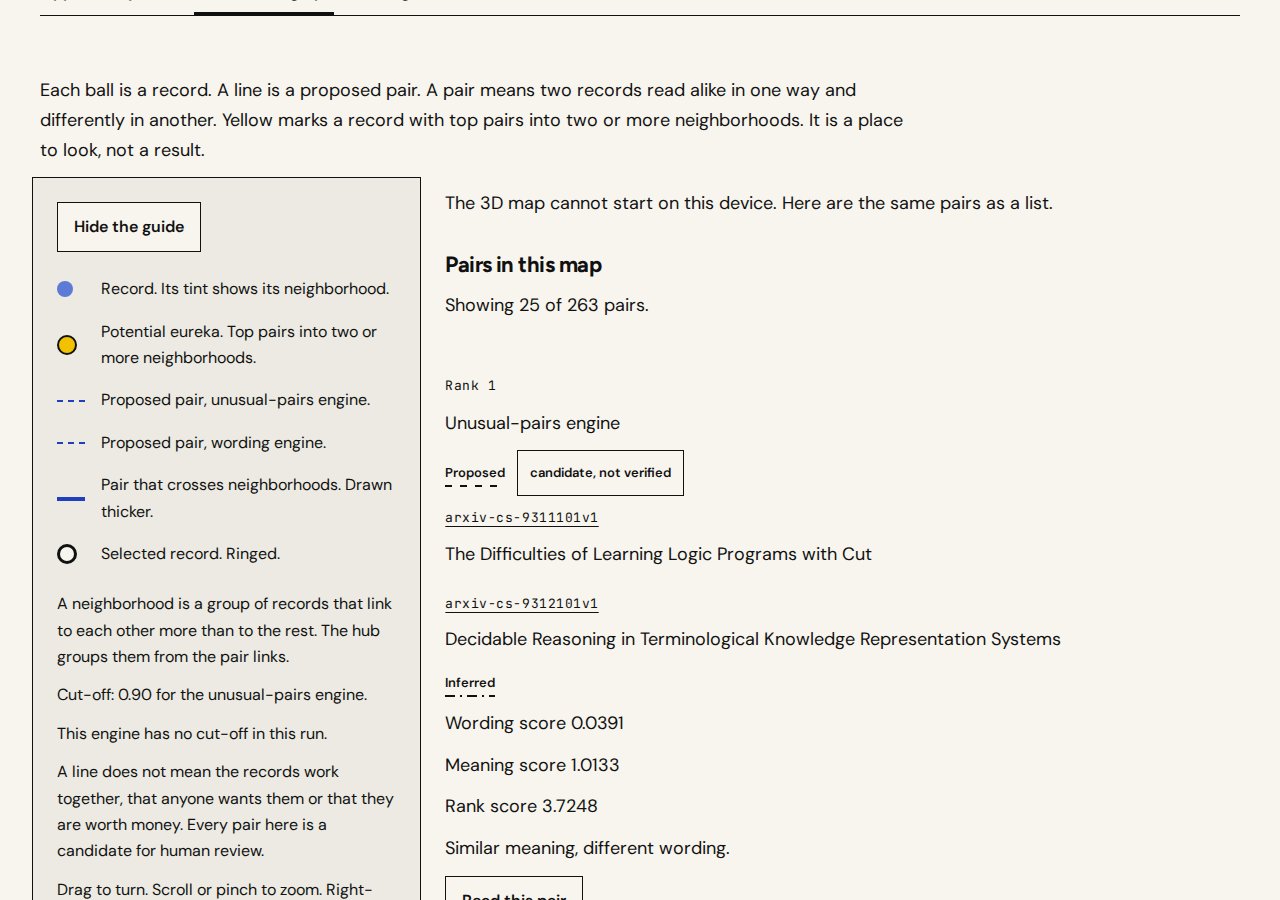 Each ball is a record. A line is a proposed pair. A pair means two records read alike in one way and
differently in another. Yellow marks a record with top pairs into two or more neighborhoods. It is a place
to look, not a result.
Hide the guide
Record. Its tint shows its neighborhood.
Potential eureka. Top pairs into two or
more neighborhoods.
Proposed pair, unusual-pairs engine.
Proposed pair, wording engine.
Pair that crosses neighborhoods. Drawn
thicker.
Selected record. Ringed.
A neighborhood is a group of records that link
to each other more than to the rest. The hub
groups them from the pair links.
Cut-off: 0.90 for the unusual-pairs engine.
This engine has no cut-off in this run.
A line does not mean the records work
together, that anyone wants them or that they
are worth money. Every pair here is a
candidate for human review.
Drag to turn. Scroll or pinch to zoom. Right-
The 3D map cannot start on this device. Here are the same pairs as a list.
Pairs in this map
Showing 25 of 263 pairs.
Rank 1
Unusual-pairs engine
Proposed candidate, not verified
arxiv-cs-9311101v1
The Difficulties of Learning Logic Programs with Cut
arxiv-cs-9312101v1
Decidable Reasoning in Terminological Knowledge Representation Systems
Inferred
Wording score 0.0391
Meaning score 1.0133
Rank score 3.7248
Similar meaning, different wording.
Read this pair